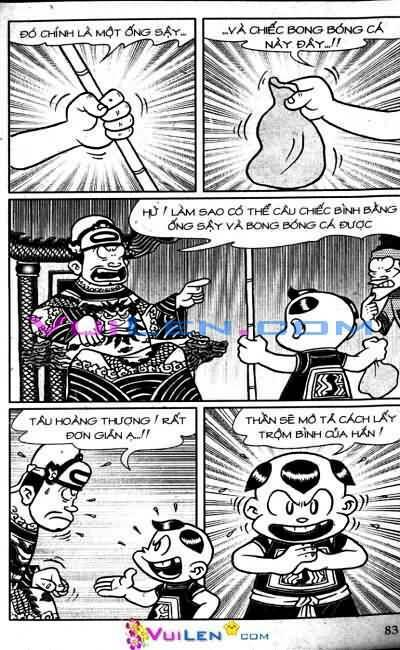 ĐÓ CHÍNH LÀ MỘT ỐNG SẬY...
...VÀ CHIẾC BONG BÓNG CÁ
NÀY ĐÂY...!!
HỪ ! LÀM SAO CÓ THỂ CÂU CHIẾC BÌNH BẰNG
ỐNG SẬY VÀ BONG BÓNG CÁ ĐƯỢC
VUILEN.COM
TÂU HOÀNG THƯỢNG ! RẤT
ĐƠN GIẢN Ạ...!!
THẦN SẼ MÔ TẢ CÁCH LẤY
TRỘM BÌNH CỦA HẮN !
83
VUILEN.COM